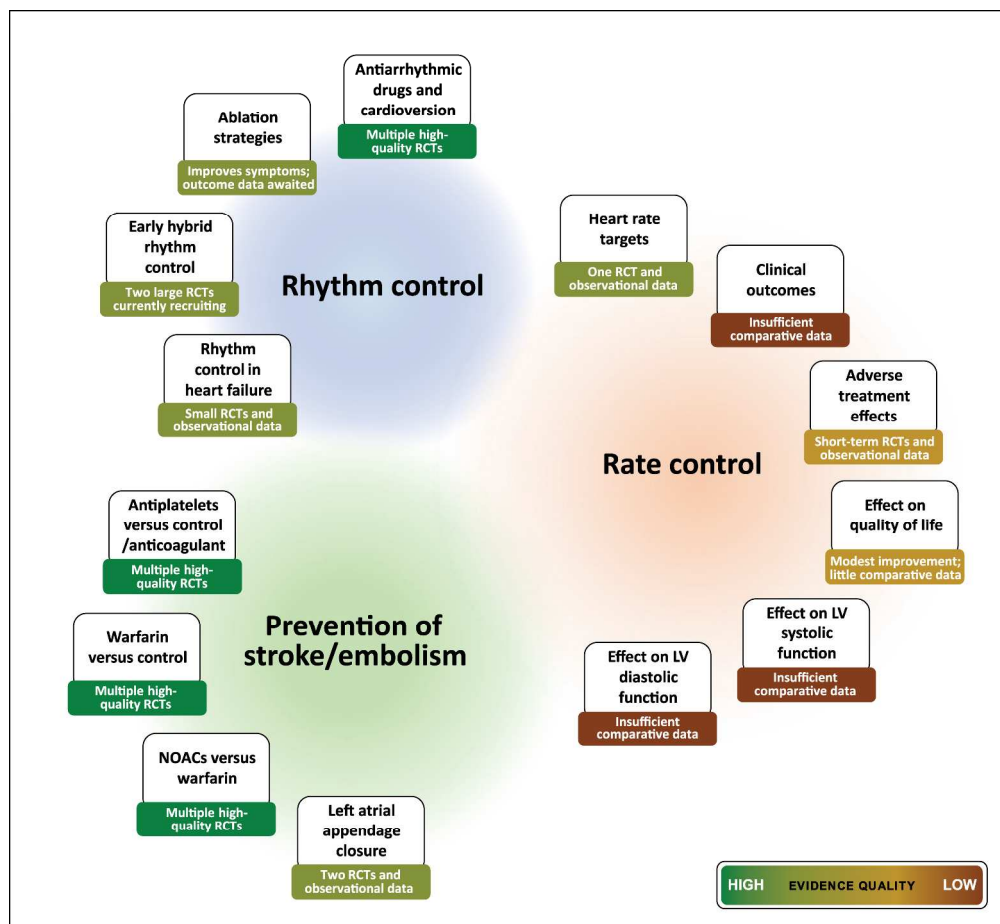 Antiarrhythmic
drugs and
cardioversion
Multiple high-
quality RCTs
Ablation
strategies
Improves symptoms;
outcome data awaited
Early hybrid
rhythm
control
Two large RCTs
currently recruiting
Rhythm
control in
heart failure
Small RCTs and
observational data
Rhythm control
Heart rate
targets
One RCT and
observational data
Clinical
outcomes
Insufficient
comparative data
Adverse
treatment
effects
Short-term RCTs and
observational data
Effect on
quality of life
Modest improvement;
little comparative data
Effect on LV
systolic
function
Insufficient
comparative data
Effect on LV
diastolic
function
Insufficient
comparative data
Rate control
Antiplatelets
versus control
/anticoagulant
Multiple high-
quality RCTs
Warfarin
versus control
Multiple high-
quality RCTs
NOACs versus
warfarin
Multiple high-
quality RCTs
Left atrial
appendage
closure
Two RCTs and
observational data
Prevention of
stroke/embolism
HIGH EVIDENCE QUALITY LOW